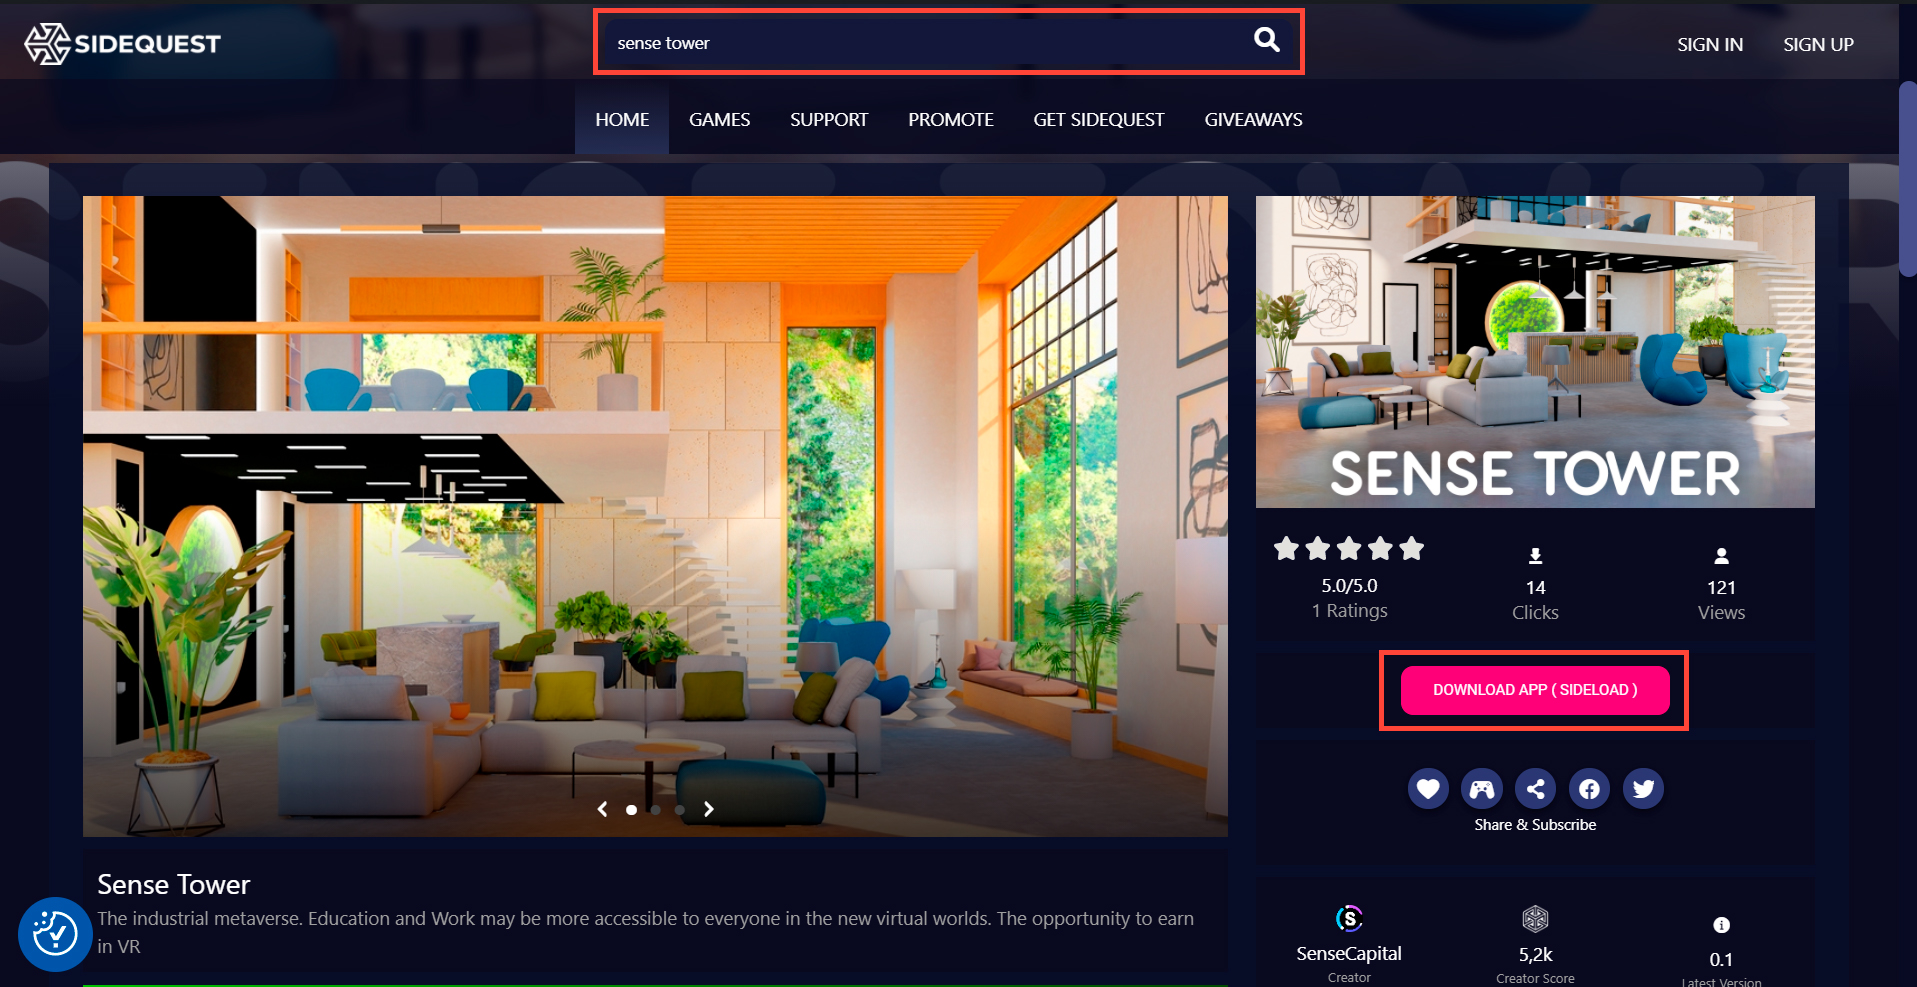 SIDEQUEST
sense tower
SIGN IN
SIGN UP
HOME
GAMES
SUPPORT
PROMOTE
GET SIDEQUEST
GIVEAWAYS
SENSE TOWER
5.0/5.0
1 Ratings
14
Clicks
121
Views
DOWNLOAD APP ( SIDELOAD )
Share & Subscribe
Sense Tower
The industrial metaverse. Education and Work may be more accessible to everyone in the new virtual worlds. The opportunity to earn
in VR
S
SenseCapital
Creator
5,2k
Creator Score
0.1
Latest Version